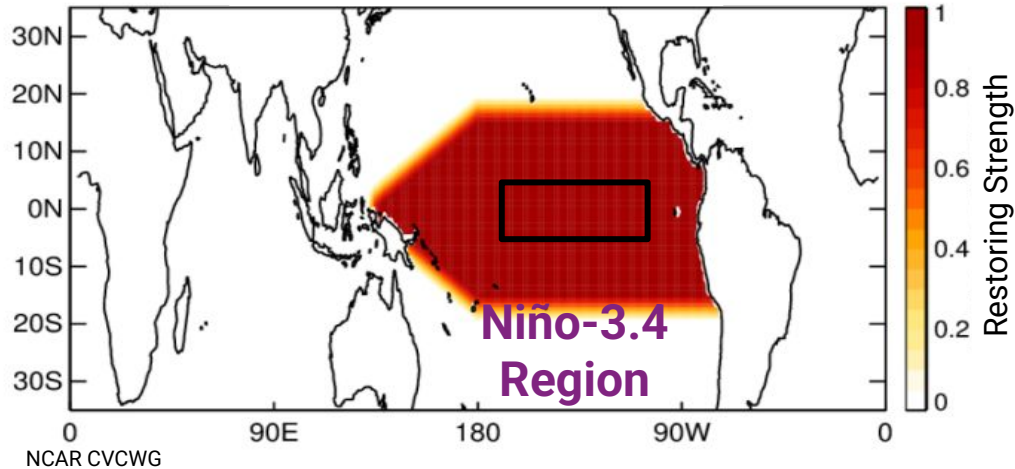 30N
20N
10N
0N
10S
20S
30S
0
90E
180
90W
0
Niño-3.4
Region
1
0.8
0.6
0.4
0.2
0
Restoring Strength
NCAR CVCWG